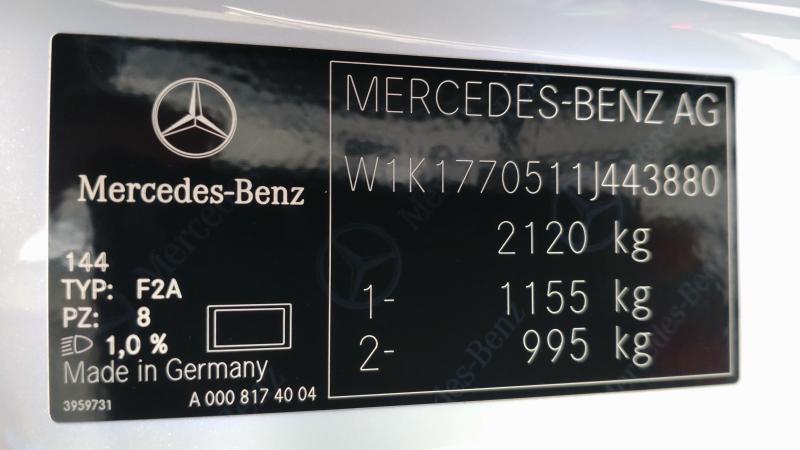 Mercedes-Benz
144
TYP: F2A
PZ: 8
1,0 %
Made in Germany
3959731 A 000 817 40 04
MERCEDES-BENZ AG
W1K1770511J443880
2120 kg
1- 1155 kg
2- 995 kg